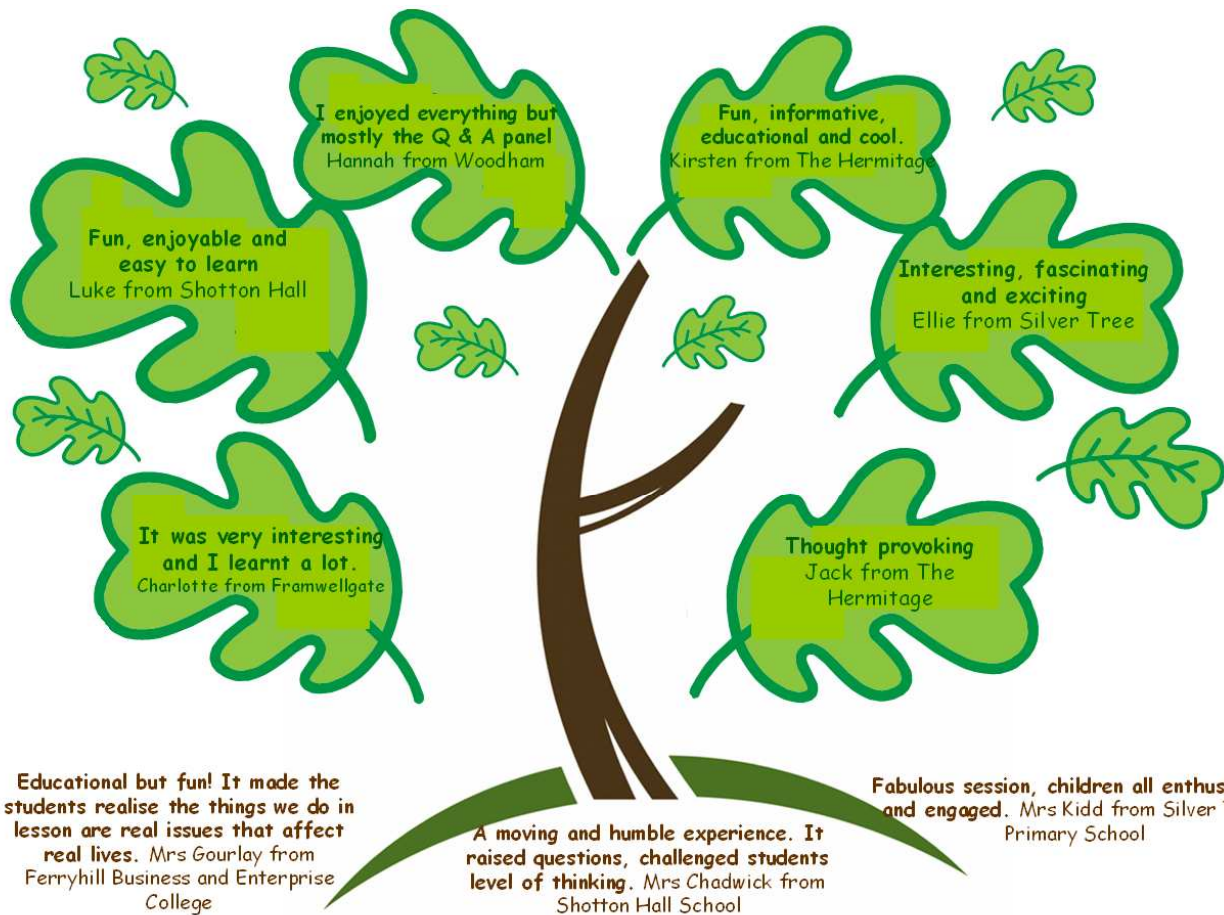 I enjoyed everything but
mostly the Q & A panel
Hannah from Woodham
Fun, informative,
educational and cool.
Kirsten from The Hermitage
Fun, enjoyable and
easy to learn
Luke from Shotton Hall
Interesting, fascinating
and exciting
Ellie from Silver Tree
It was very interesting
and I learnt a lot.
Charlotte from Framwellgate
Thought provoking
Jack from The
Hermitage
Educational but fun! It made the
students realise the things we do in
lesson are real issues that affect
real lives. Mrs Gourlay from
Ferryhill Business and Enterprise
College
A moving and humble experience. It
raised questions, challenged students
level of thinking. Mrs Chadwick from
Shotton Hall School
Fabulous session, children all enthus
and engaged. Mrs Kidd from Silver
Primary School